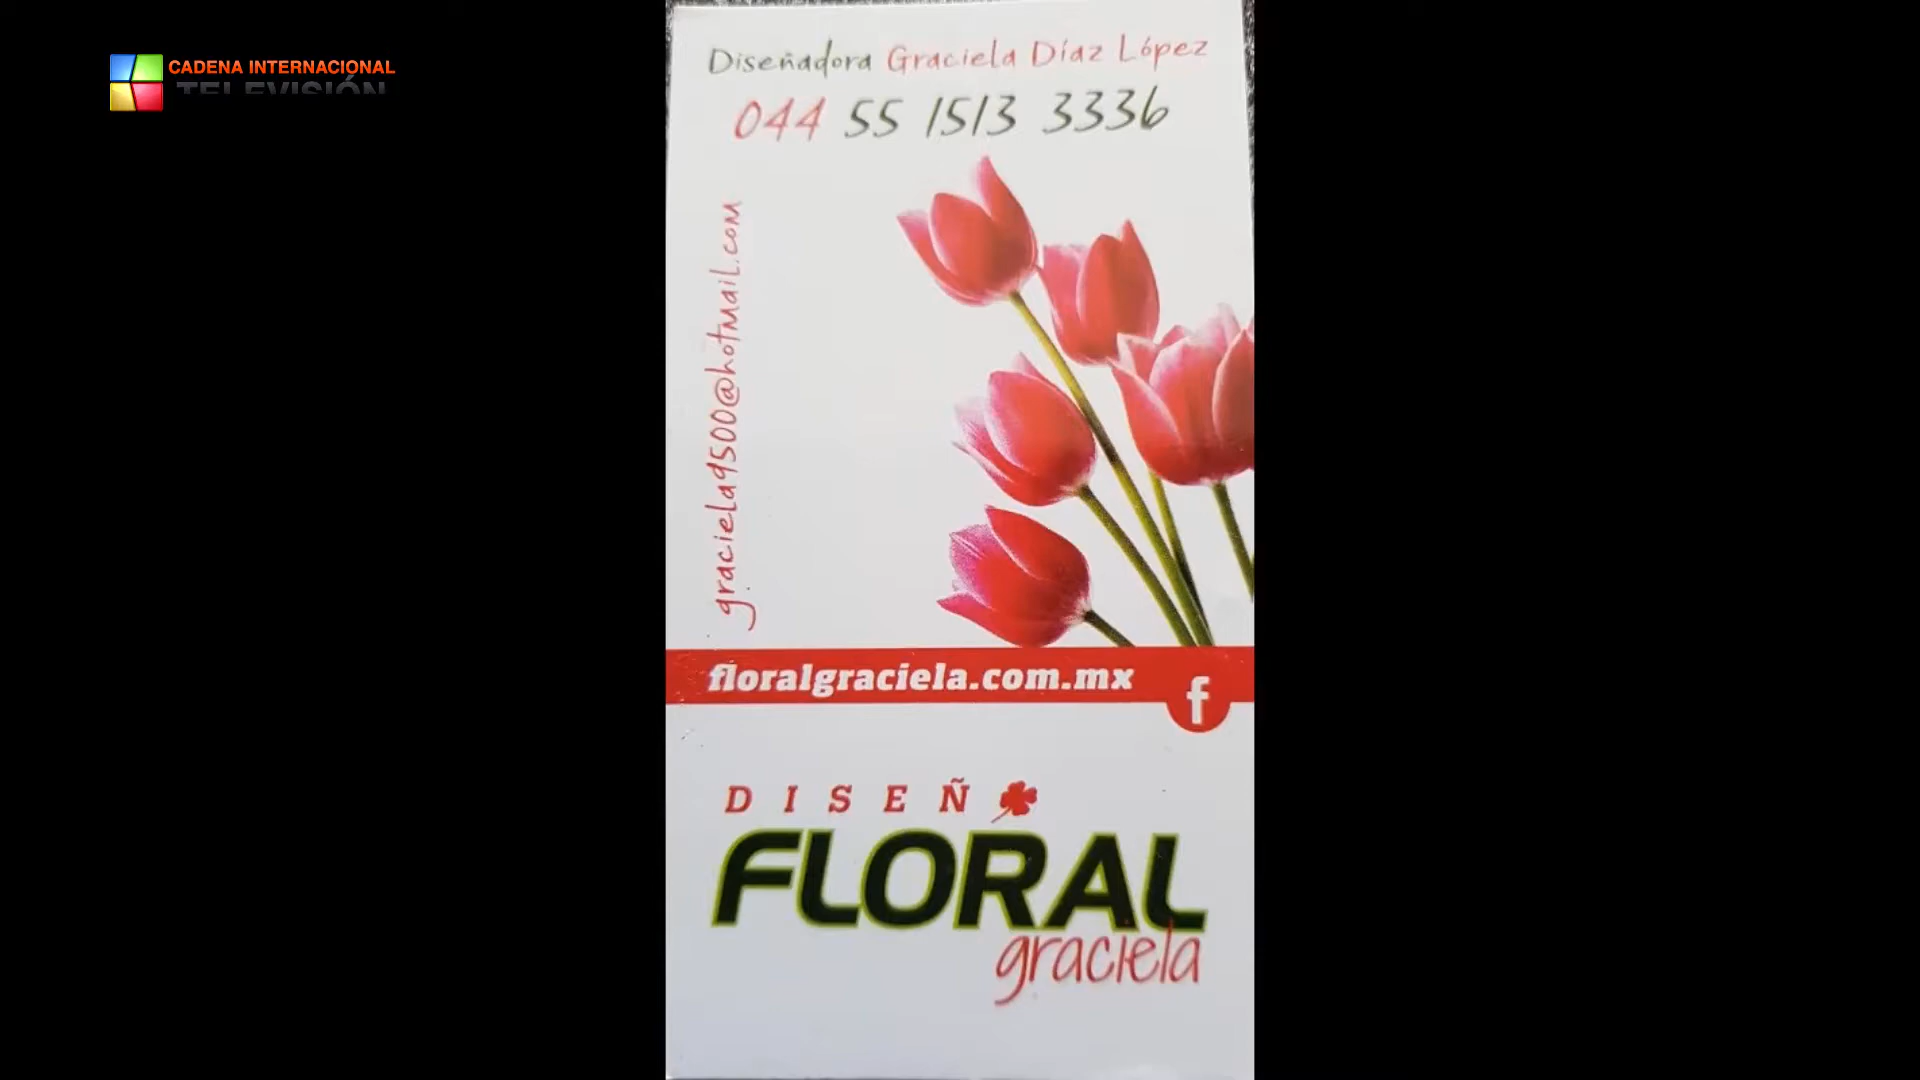 CADENA INTERNACIONAL
TELEVISIÓN
Diseñadora Graciela Díaz López
044 55 1513 3336
graciela9500@hotmail.com
floralgraciela.com.mx
f
DISEÑ
FLORAL
graciela